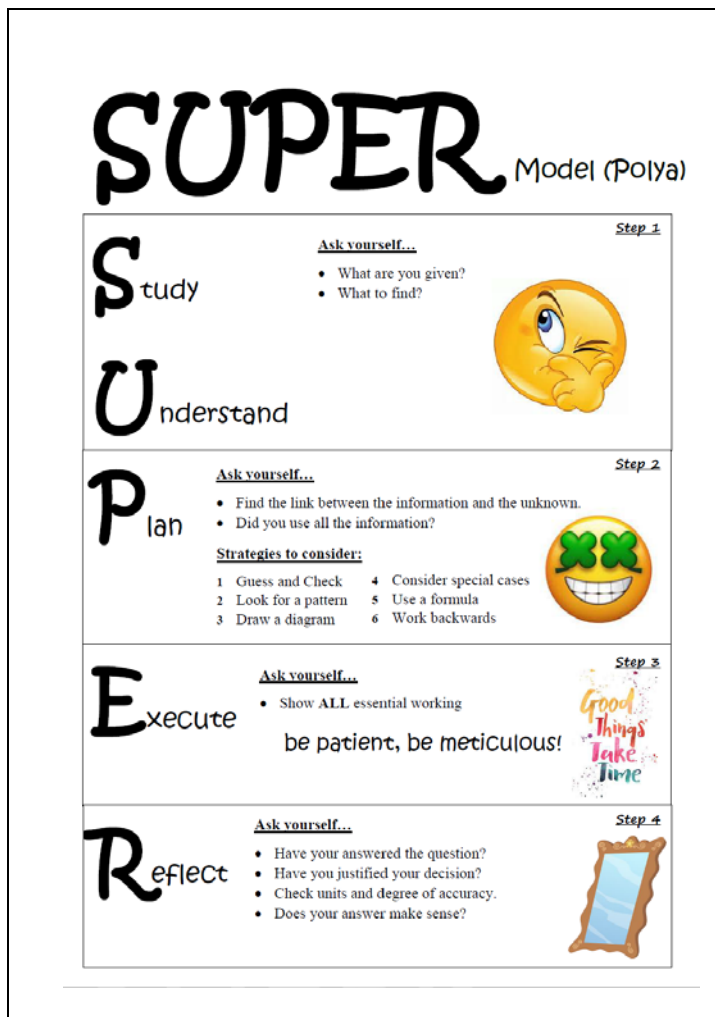 SUPER Model (Polya)
Step 1
Study
Ask yourself...
• What are you given?
• What to find?
Understand
Step 2
Plan
Ask yourself...
• Find the link between the information and the unknown.
• Did you use all the information?
Strategies to consider:
1 Guess and Check
2 Look for a pattern
3 Draw a diagram
4 Consider special cases
5 Use a formula
6 Work backwards
Step 3
Execute
Ask yourself...
• Show ALL essential working
be patient, be meticulous!
Good
Things
Take
Time
Step 4
Reflect
Ask yourself...
• Have your answered the question?
• Have you justified your decision?
• Check units and degree of accuracy.
• Does your answer make sense?